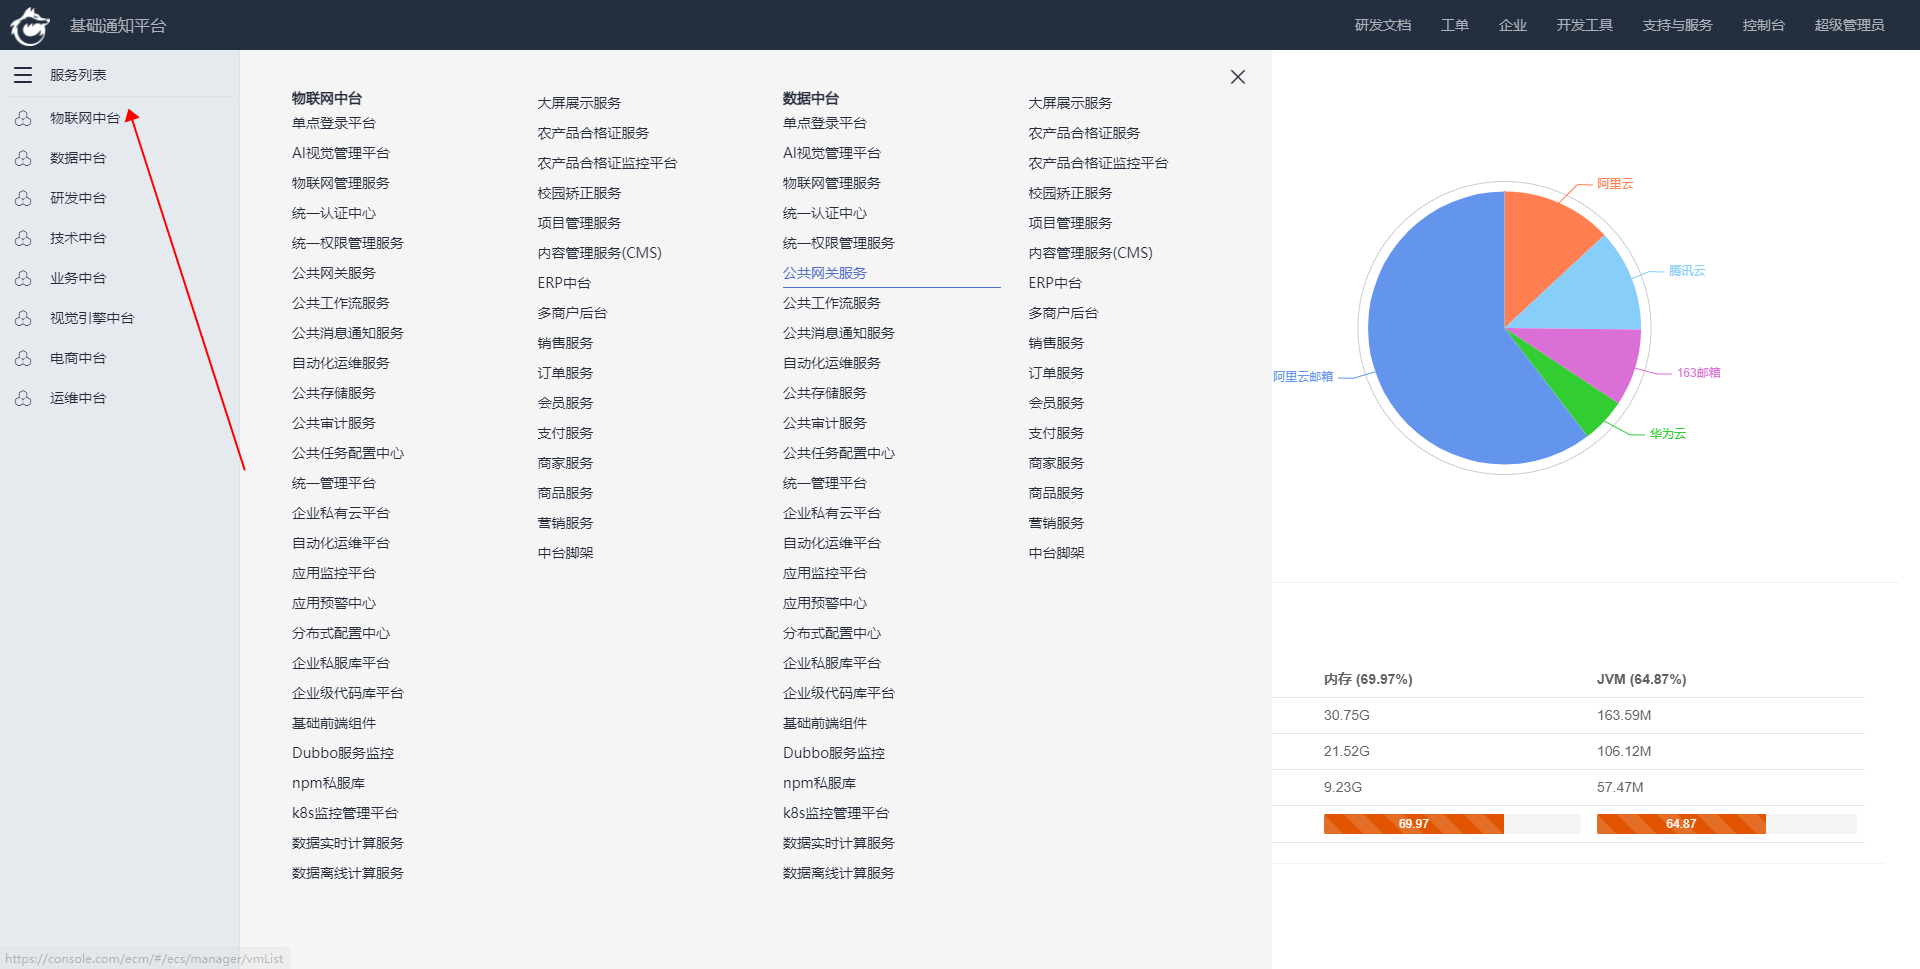 基础通知平台
研发文档
工单
企业
开发工具
支持与服务
控制台
超级管理员
服务列表
物联网中台
数据中台
研发中台
技术中台
业务中台
视觉引擎中台
电商中台
运维中台
物联网中台
单点登录平台
AI视觉管理平台
物联网管理服务
统一认证中心
统一权限管理服务
公共网关服务
公共工作流服务
公共消息通知服务
自动化运维服务
公共存储服务
公共审计服务
公共任务配置中心
统一管理平台
企业私有云平台
自动化运维平台
应用监控平台
应用预警中心
分布式配置中心
企业私服库平台
企业级代码库平台
基础前端组件
Dubbo服务监控
npm私服库
k8s监控管理平台
数据实时计算服务
数据离线计算服务
大屏展示服务
农产品合格证服务
农产品合格证监控平台
校园矫正服务
项目管理服务
内容管理服务(CMS)
ERP中台
多商户后台
销售服务
订单服务
会员服务
支付服务
商家服务
商品服务
营销服务
中台脚架
数据中台
单点登录平台
AI视觉管理平台
物联网管理服务
统一认证中心
统一权限管理服务
公共网关服务
公共工作流服务
公共消息通知服务
自动化运维服务
公共存储服务
公共审计服务
公共任务配置中心
统一管理平台
企业私有云平台
自动化运维平台
应用监控平台
应用预警中心
分布式配置中心
企业私服库平台
企业级代码库平台
基础前端组件
Dubbo服务监控
npm私服库
k8s监控管理平台
数据实时计算服务
数据离线计算服务
大屏展示服务
农产品合格证服务
农产品合格证监控平台
校园矫正服务
项目管理服务
内容管理服务(CMS)
ERP中台
多商户后台
销售服务
订单服务
会员服务
支付服务
商家服务
商品服务
营销服务
中台脚架
阿里云
腾讯云
163邮箱
华为云
阿里云邮箱
内存 (69.97%)
JVM (64.87%)
30.75G
163.59M
21.52G
106.12M
9.23G
57.47M
69.97
64.87
https://console.com/ecm/#/ecs/manager/vmList